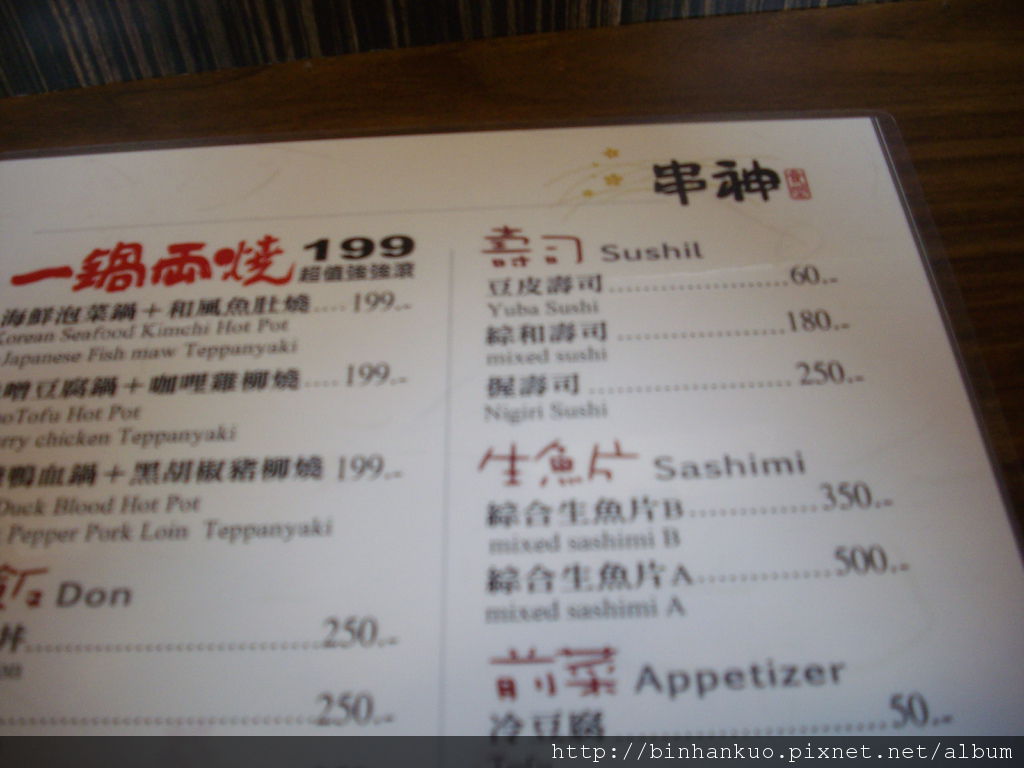 串神
一鍋兩燒 199
超值強強滾
海鮮泡菜鍋＋和風魚肚燒....199.-
Korean Seafood Kimchi Hot Pot
Japanese Fish maw Teppanyaki
噌豆腐鍋＋咖哩雞柳燒....199.-
Tofu Hot Pot
chicken Teppanyaki
鴨血鍋＋黑胡椒豬柳燒 199.-
Duck Blood Hot Pot
Pepper Pork Loin Teppanyaki
飯 Don
丼....................250.-
250.-
壽司 Sushil
豆皮壽司....................60.-
Yuba Sushi
綜和壽司..................180.-
mixed sushi
握壽司......................250.-
Nigiri Sushi
生魚片 Sashimi
綜合生魚片B..............350.-
mixed sashimi B
綜合生魚片A..............500.-
mixed sashimi A
前菜 Appetizer
冷豆腐............................50.-
http://binhankuo.pixnet.net/album